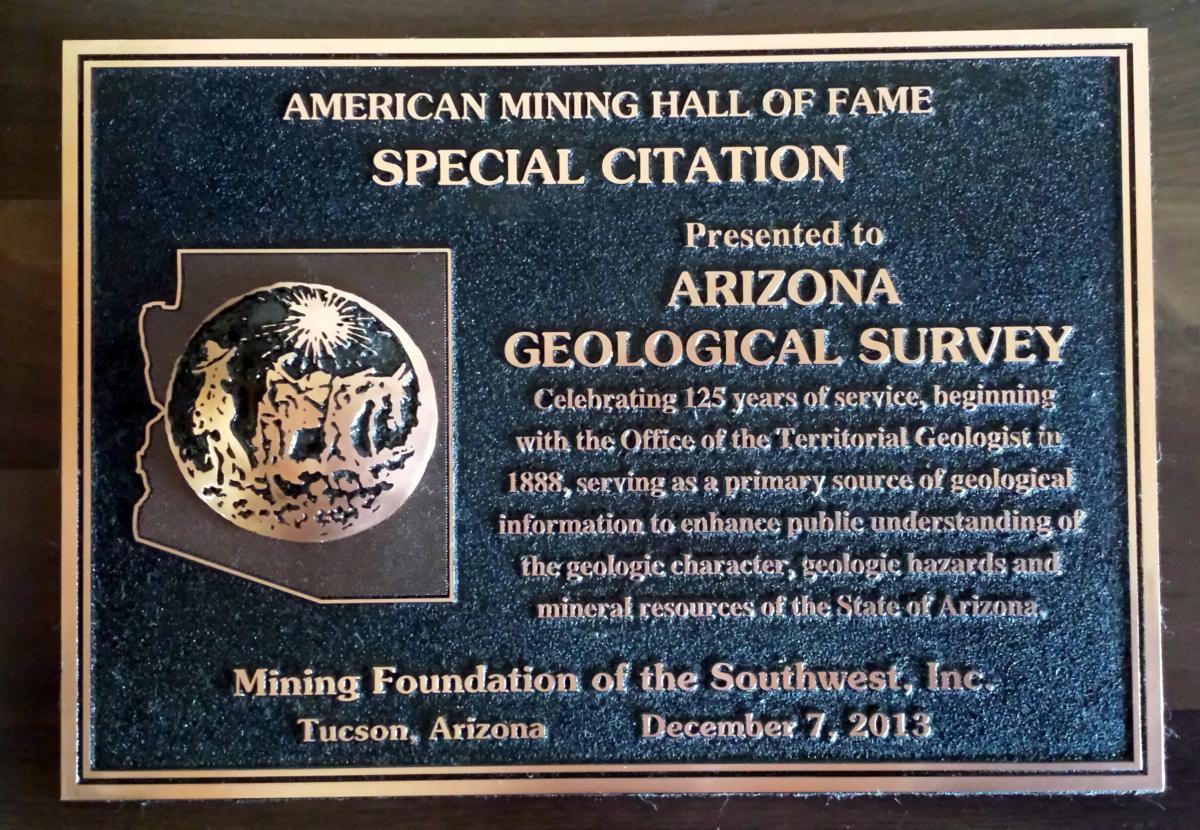 AMERICAN MINING HALL OF FAME
SPECIAL CITATION
Presented to
ARIZONA
GEOLOGICAL SURVEY
Celebrating 125 years of service, beginning
with the Office of the Territorial Geologist in
1888, serving as a primary source of geological
information to enhance public understanding of
the geologic character, geologic hazards and
mineral resources of the State of Arizona.
Mining Foundation of the Southwest, Inc.
Tucson, Arizona December 7, 2013